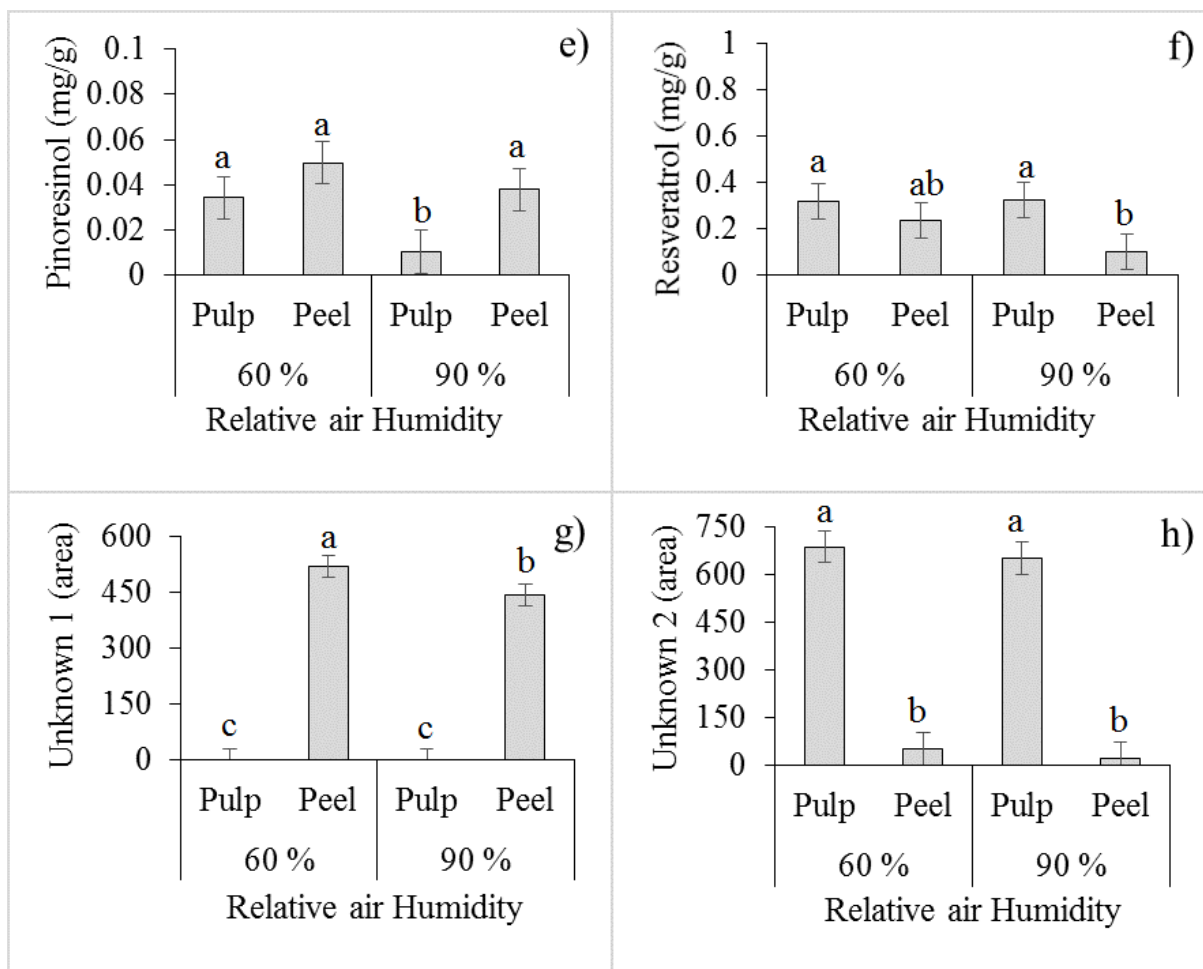 e)
Pinoresinol (mg/g)
0.1
0.08
0.06
0.04
0.02
0
a
a
b
a
Pulp Peel Pulp Peel
60 % 90 %
Relative air Humidity
f)
Resveratrol (mg/g)
1
0.8
0.6
0.4
0.2
0
a
ab
a
b
Pulp Peel Pulp Peel
60 % 90 %
Relative air Humidity
g)
Unknown 1 (area)
600
450
300
150
0
c
a
c
b
Pulp Peel Pulp Peel
60 % 90 %
Relative air Humidity
h)
Unknown 2 (area)
750
600
450
300
150
0
a
b
a
b
Pulp Peel Pulp Peel
60 % 90 %
Relative air Humidity